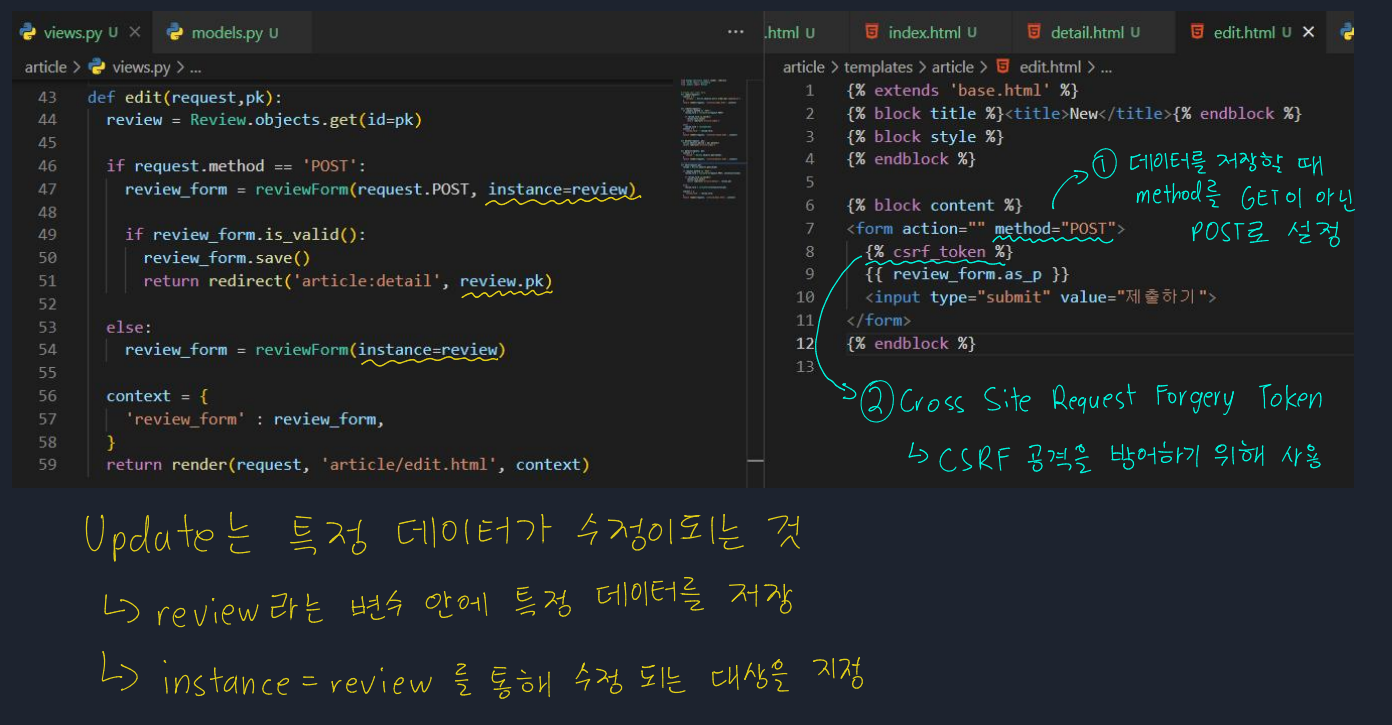 views.py U
models.py U
article > views.py > ...
43 def edit(request,pk):
44 review = Review.objects.get(id=pk)
45
46 if request.method == 'POST':
47 review_form = reviewForm(request.POST, instance=review)
48
49 if review_form.is_valid():
50 review_form.save()
51 return redirect('article:detail', review.pk)
52
53 else:
54 review_form = reviewForm(instance=review)
55
56 context = {
57 'review_form' : review_form,
58 }
59 return render(request, 'article/edit.html', context)
.html U
index.html U
detail.html U
edit.html U
article > templates > article > edit.html > ...
1 {% extends 'base.html' %}
2 {% block title %}<title>New</title>{% endblock %}
3 {% block style %}
4 {% endblock %}
5
6 {% block content %}
7 <form action="" method="POST">
8 {% csrf_token %}
9 {{ review_form.as_p }}
10 <input type="submit" value="제출하기">
11 </form>
12 {% endblock %}
13
① 데이터를 저장할 때
method를 GET이 아닌
POST로 설정
② Cross Site Request Forgery Token
↳ CSRF 공격을 방어하기 위해 사용
Update는 특정 데이터가 수정이되는 것
↳ review라는 변수 안에 특정 데이터를 저장
↳ instance = review 를 통해 수정 되는 대상을 지정